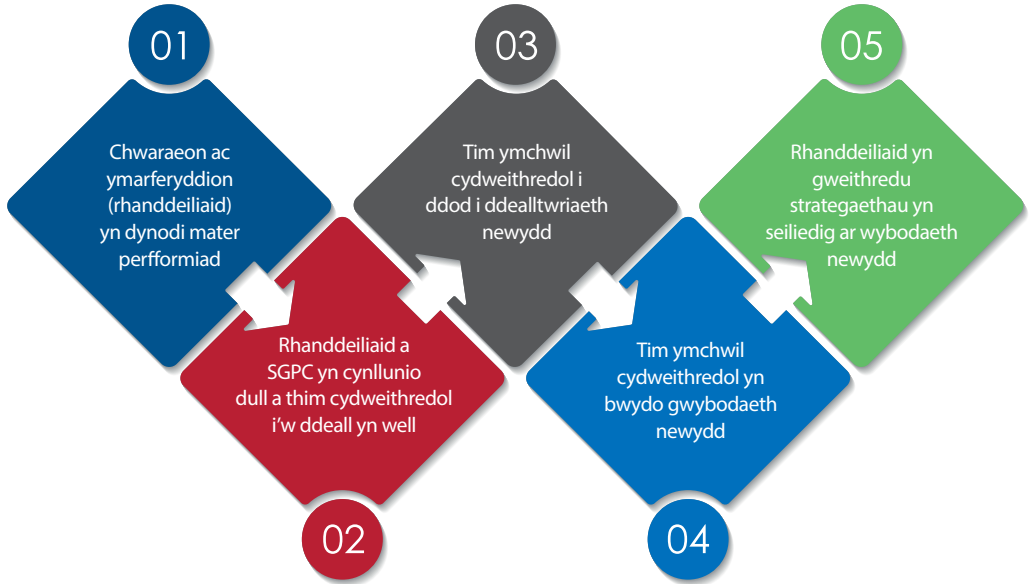 01
Chwaraeon ac
ymarferyddion
(rhanddeiliaid)
yn dynodi mater
perfformiad
02
Rhanddeiliaid a
SGPC yn cynllunio
dull a thim cydweithredol
i'w ddeall yn well
03
Tim ymchwil
cydweithredol i
ddod i ddealltwriaeth
newydd
04
Tim ymchwil
cydweithredol yn
bwydo gwybodaeth
newydd
05
Rhanddeiliaid yn
gweithredu
strategaethau yn
seiliedig ar wybodaeth
newydd